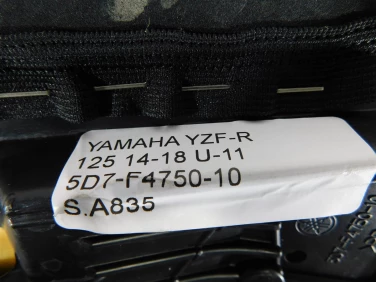 YAMAHA YZF-R
125 14-18 U-11
5D7-F4750-10
S.A835